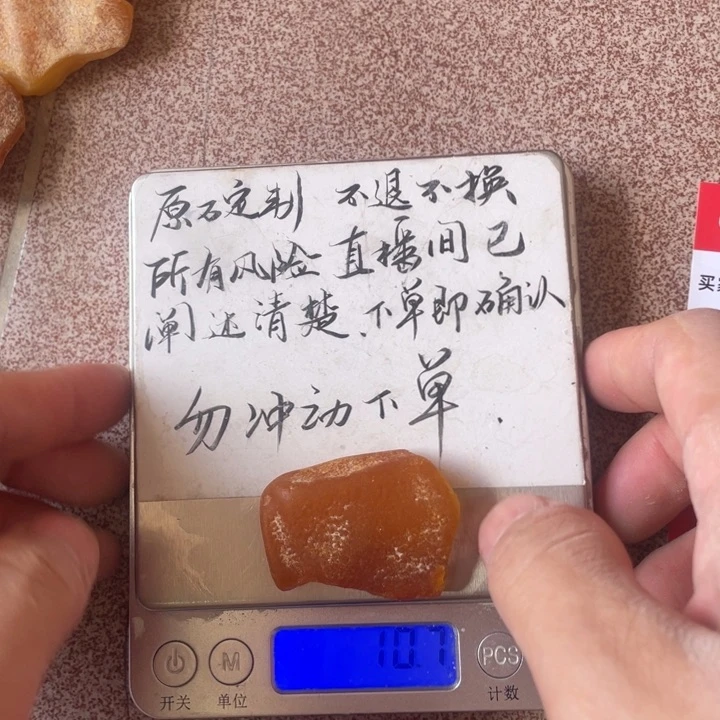 原石定制 不退不换
所有风险 直播间已
阐述清楚.下单即确认
勿冲动下单.
买
10.7
M
PCS
开关
单位
计数